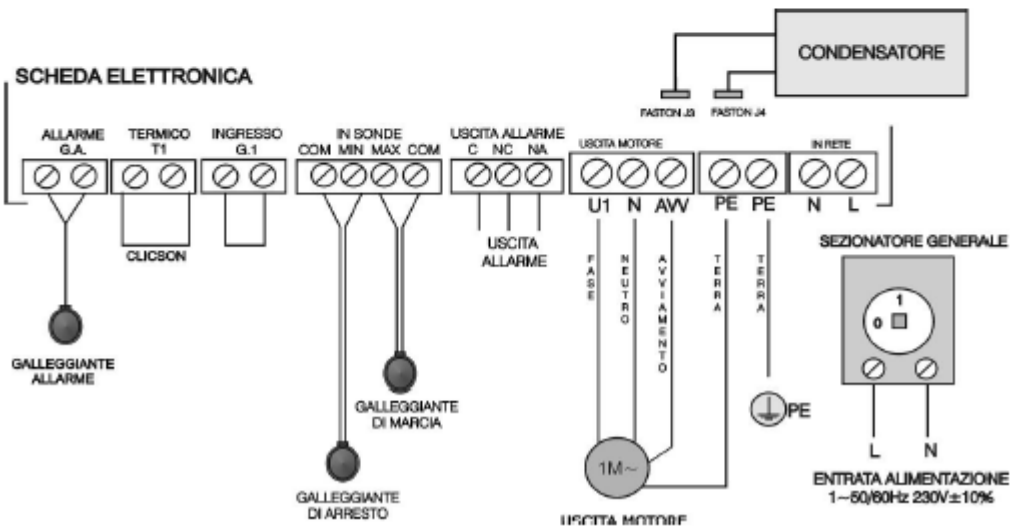 CONDENSATORE
SCHEDA ELETTRONICA
FASTON J3 FASTON J4
ALLARME TERMICO INGRESSO IN SONDE USCITA ALLARME USCITA MOTORE IN RETE
G.A. T1 G.1 COM MIN MAX COM C NC NA
U1 N AVV PE PE N L
CLICSON
USCITA
ALLARME
FASE
NEUTRO
AVVIAMENTO
TERRA
TERRA
SEZIONATORE GENERALE
1
0
GALLEGGIANTE
ALLARME
GALLEGGIANTE
DI MARCIA
PE
1M~
L N
GALLEGGIANTE
DI ARRESTO
ENTRATA ALIMENTAZIONE
1~50/60Hz 230V±10%
USCITA MOTORE